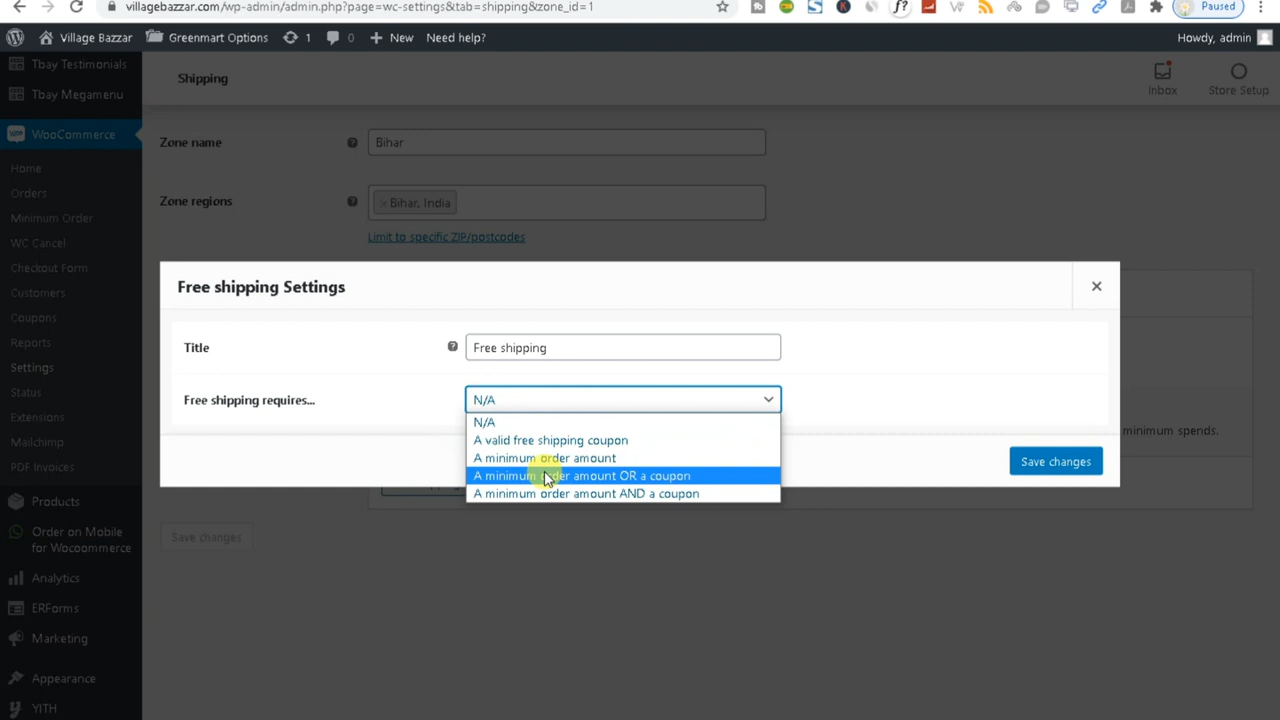 villagebazzar.com/wp-admin/admin.php?page=wc-settings&tab=shipping&zone_id=1
Paused
Village Bazzar
Greenmart Options
1
0
New
Need help?
Howdy, admin
Tbay Testimonials
Tbay Megamenu
WooCommerce
Home
Orders
Minimum Order
WC Cancel
Checkout Form
Customers
Coupons
Reports
Settings
Status
Extensions
Mailchimp
PDF Invoices
Products
Order on Mobile
for Wocoommerce
Analytics
ERForms
Marketing
Appearance
YITH
Shipping
Inbox
Store Setup
Zone name
Bihar
Zone regions
× Bihar, India
Limit to specific ZIP/postcodes
Free shipping Settings
Title
Free shipping
Free shipping requires...
N/A
N/A
A valid free shipping coupon
A minimum order amount
A minimum order amount OR a coupon
A minimum order amount AND a coupon
minimum spends.
Save changes
Save changes